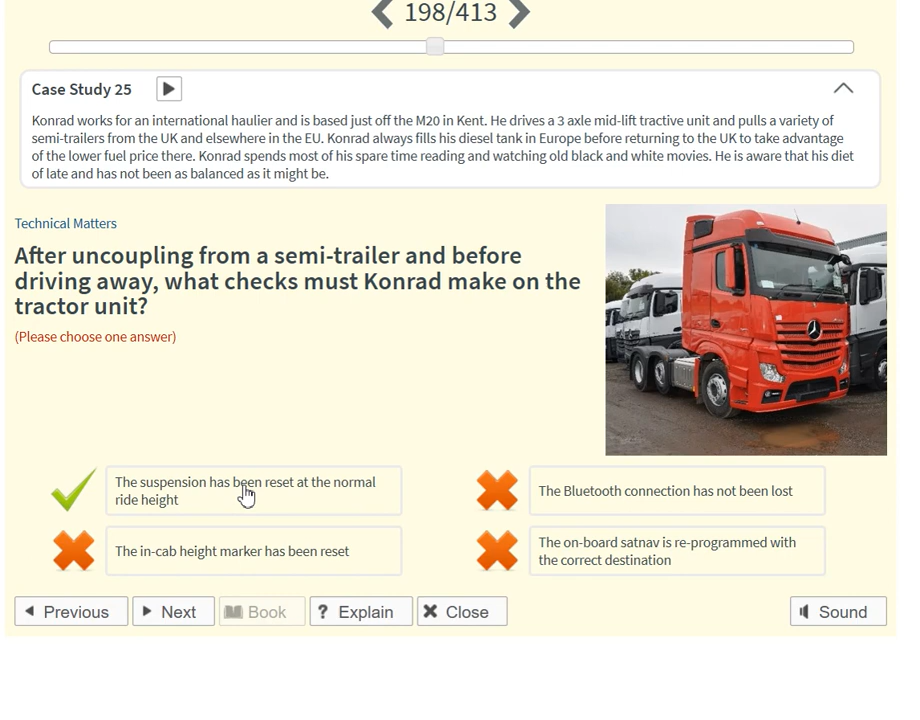 198/413
Case Study 25
Konrad works for an international haulier and is based just off the M20 in Kent. He drives a 3 axle mid-lift tractive unit and pulls a variety of
semi-trailers from the UK and elsewhere in the EU. Konrad always fills his diesel tank in Europe before returning to the UK to take advantage
of the lower fuel price there. Konrad spends most of his spare time reading and watching old black and white movies. He is aware that his diet
of late and has not been as balanced as it might be.
Technical Matters
After uncoupling from a semi-trailer and before
driving away, what checks must Konrad make on the
tractor unit?
(Please choose one answer)
The suspension has been reset at the normal
ride height
The Bluetooth connection has not been lost
The in-cab height marker has been reset
The on-board satnav is re-programmed with
the correct destination
Previous
Next
Book
? Explain
Close
Sound